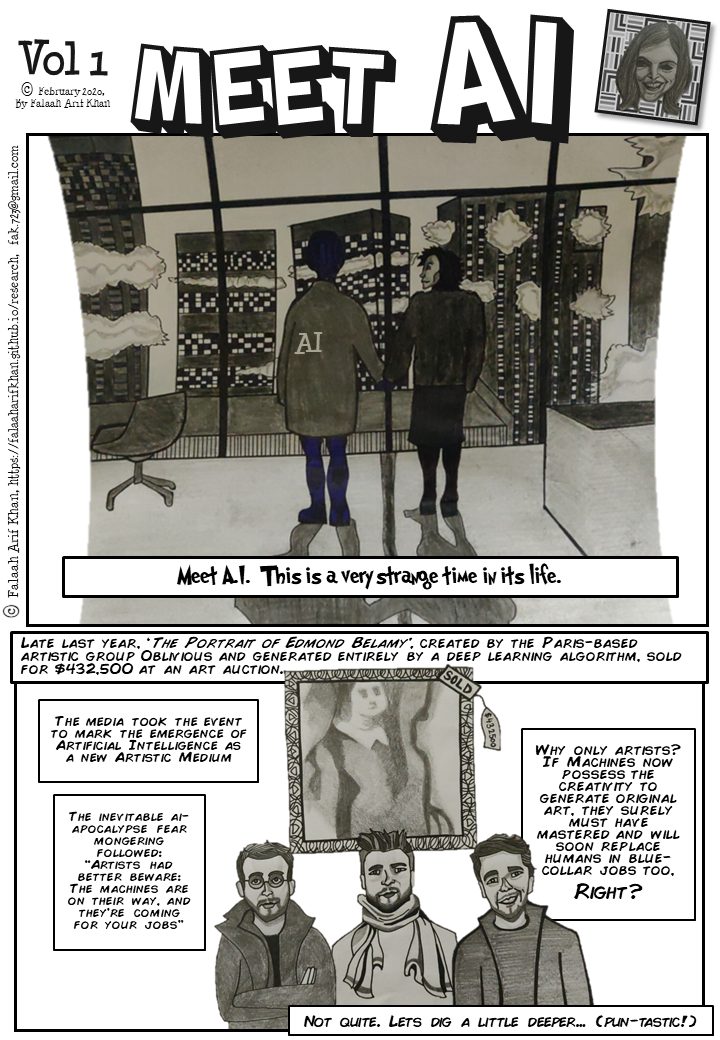 Vol 1
© February 2020,
By Falaah Arif Khan
MEET AI
© Falaah Arif Khan, https://falaaharifkhan.github.io/research, fak.723@gmail.com
AI
Meet A.I. This is a very strange time in its life.
Late last year, 'The Portrait of Edmond Belamy', created by the Paris-based
artistic group Oblivious and generated entirely by a deep learning algorithm, sold
for $432,500 at an art auction.
SOLD
$432500
The media took the event
to mark the emergence of
Artificial Intelligence as
a new Artistic Medium
The inevitable ai-
apocalypse fear
mongering
followed:
"Artists had
better beware:
The machines are
on their way, and
they're coming
for your jobs"
Why only artists?
If Machines now
possess the
creativity to
generate original
art, they surely
must have
mastered and will
soon replace
humans in blue-
collar jobs too,
Right?
Not quite. Lets dig a little deeper... (pun-tastic!)